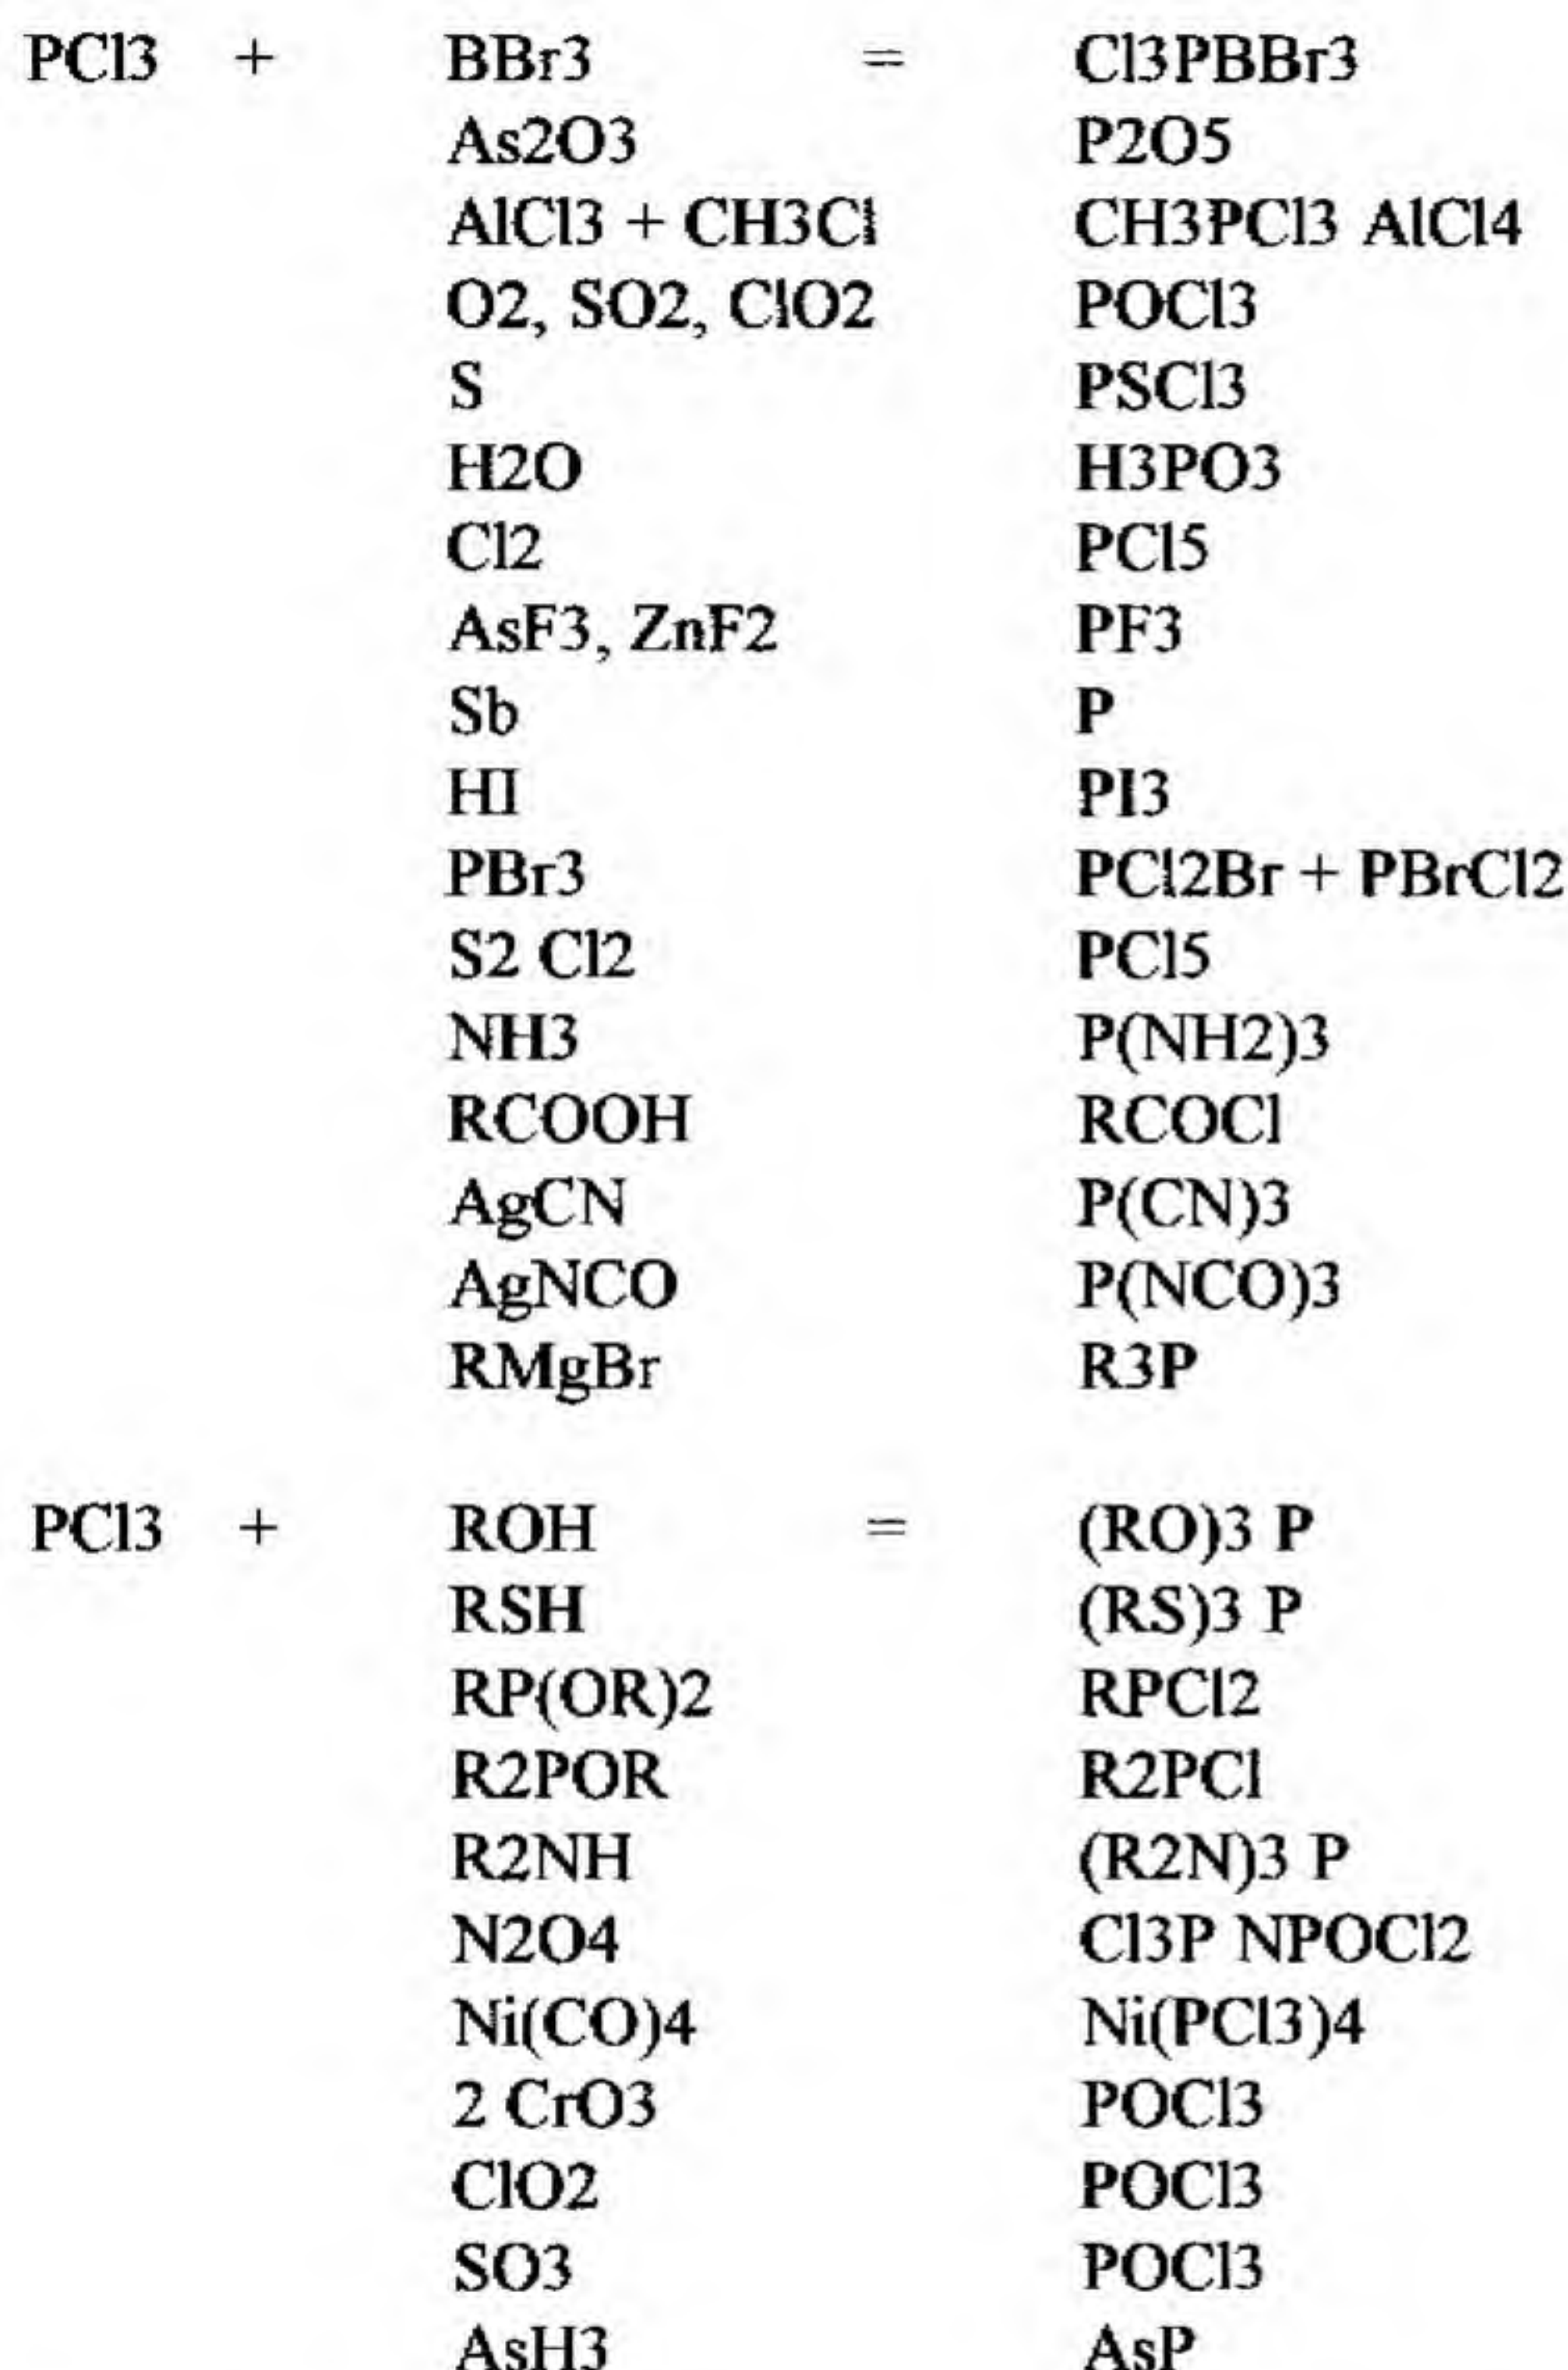 PCl3 + BBr3 = Cl3PBBr3
As2O3 P2O5
AlCl3 + CH3Cl CH3PCl3 AlCl4
O2, SO2, ClO2 POCl3
S PSCl3
H2O H3PO3
Cl2 PCl5
AsF3, ZnF2 PF3
Sb P
HI PI3
PBr3 PCl2Br + PBrCl2
S2 Cl2 PCl5
NH3 P(NH2)3
RCOOH RCOCl
AgCN P(CN)3
AgNCO P(NCO)3
RMgBr R3P
PCl3 + ROH = (RO)3 P
RSH (RS)3 P
RP(OR)2 RPCl2
R2POR R2PCl
R2NH (R2N)3 P
N2O4 Cl3P NPOCl2
Ni(CO)4 Ni(PCl3)4
2 CrO3 POCl3
ClO2 POCl3
SO3 POCl3
AsH3 AsP